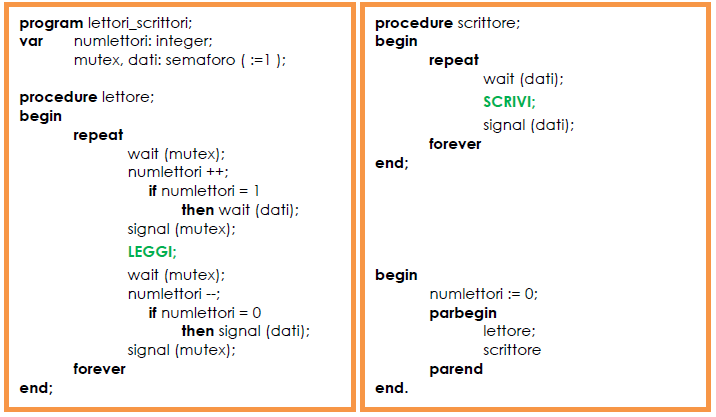 program lettori_scrittori;
var numlettori: integer;
mutex, dati: semaforo ( :=1 );
procedure lettore;
begin
repeat
wait (mutex);
numlettori ++;
if numlettori = 1
then wait (dati);
signal (mutex);
LEGGI;
wait (mutex);
numlettori --;
if numlettori = 0
then signal (dati);
signal (mutex);
forever
end;
procedure scrittore;
begin
repeat
wait (dati);
SCRIVI;
signal (dati);
forever
end;
begin
numlettori := 0;
parbegin
lettore;
scrittore
parend
end.